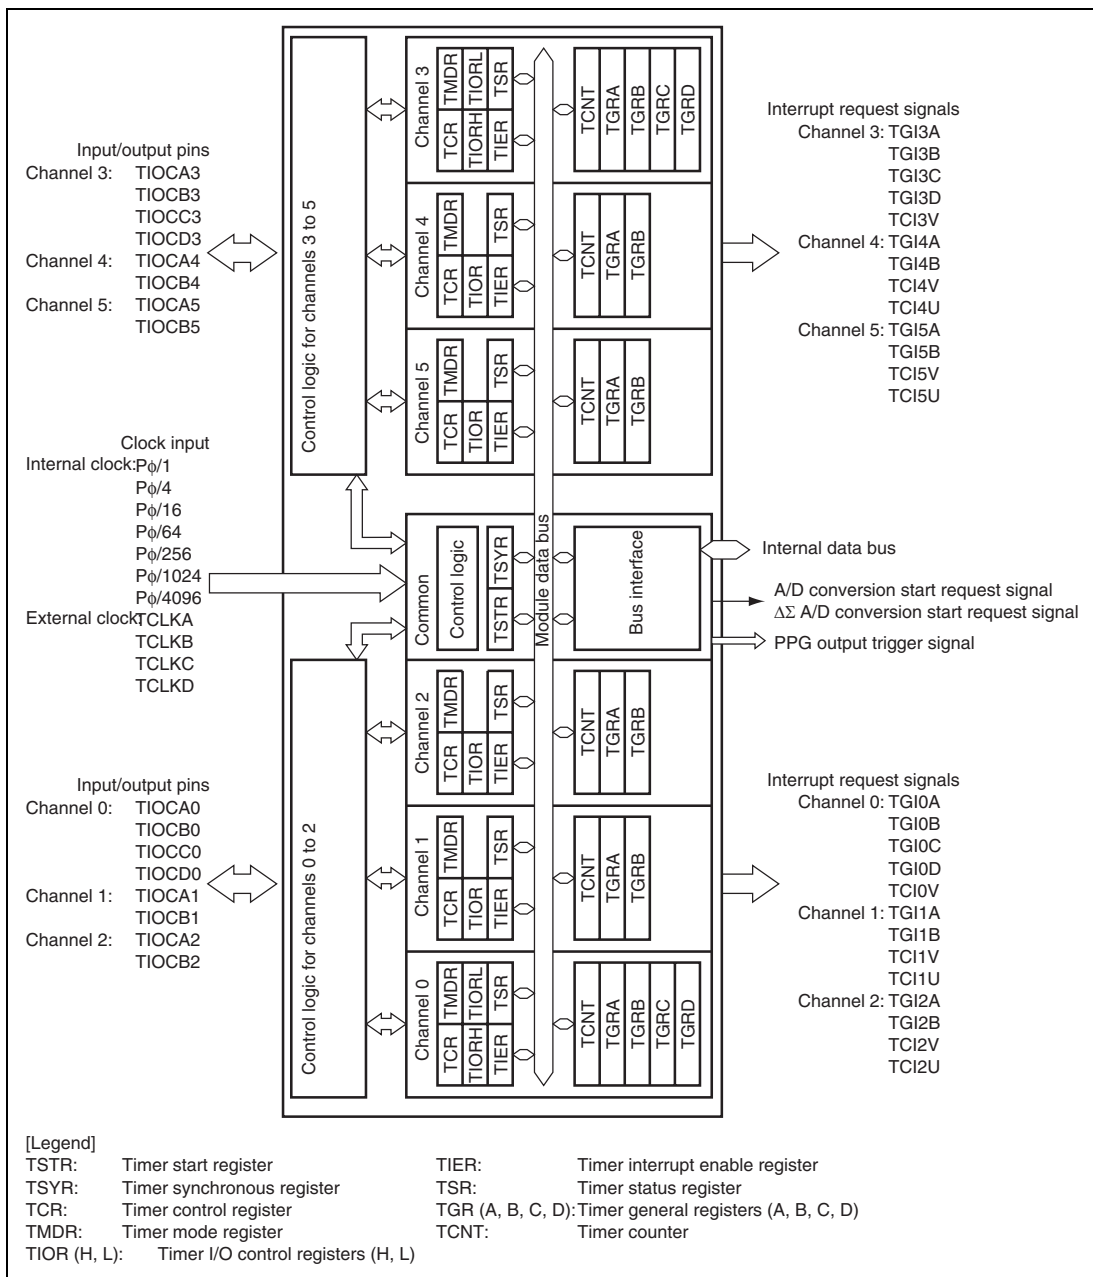 Input/output pins
Channel 3: TIOCA3
TIOCB3
TIOCC3
TIOCD3
Channel 4: TIOCA4
TIOCB4
Channel 5: TIOCA5
TIOCB5
Clock input
Internal clock: Pφ/1
Pφ/4
Pφ/16
Pφ/64
Pφ/256
Pφ/1024
Pφ/4096
External clock: TCLKA
TCLKB
TCLKC
TCLKD
Input/output pins
Channel 0: TIOCA0
TIOCB0
TIOCC0
TIOCD0
Channel 1: TIOCA1
TIOCB1
Channel 2: TIOCA2
TIOCB2
Control logic for channels 3 to 5
Control logic for channels 0 to 2
Channel 3
TCR TMDR
TIORH TIORL
TIER TSR
TCNT
TGRA
TGRB
TGRC
TGRD
Channel 4
TCR TMDR
TIOR
TIER TSR
TCNT
TGRA
TGRB
Channel 5
TCR TMDR
TIOR
TIER TSR
TCNT
TGRA
TGRB
Common
Control logic
TSTR TSYR
Module data bus
Bus interface
Channel 2
TCR TMDR
TIOR
TIER TSR
TCNT
TGRA
TGRB
Channel 1
TCR TMDR
TIOR
TIER TSR
TCNT
TGRA
TGRB
Channel 0
TCR TMDR
TIORH TIORL
TIER TSR
TCNT
TGRA
TGRB
TGRC
TGRD
Interrupt request signals
Channel 3: TGI3A
TGI3B
TGI3C
TGI3D
TCI3V
Channel 4: TGI4A
TGI4B
TCI4V
TCI4U
Channel 5: TGI5A
TGI5B
TCI5V
TCI5U
Internal data bus
A/D conversion start request signal
ΔΣ A/D conversion start request signal
PPG output trigger signal
Interrupt request signals
Channel 0: TGI0A
TGI0B
TGI0C
TGI0D
TCI0V
Channel 1: TGI1A
TGI1B
TCI1V
TCI1U
Channel 2: TGI2A
TGI2B
TCI2V
TCI2U
[Legend]
TSTR: Timer start register
TSYR: Timer synchronous register
TCR: Timer control register
TMDR: Timer mode register
TIOR (H, L): Timer I/O control registers (H, L)
TIER: Timer interrupt enable register
TSR: Timer status register
TGR (A, B, C, D): Timer general registers (A, B, C, D)
TCNT: Timer counter